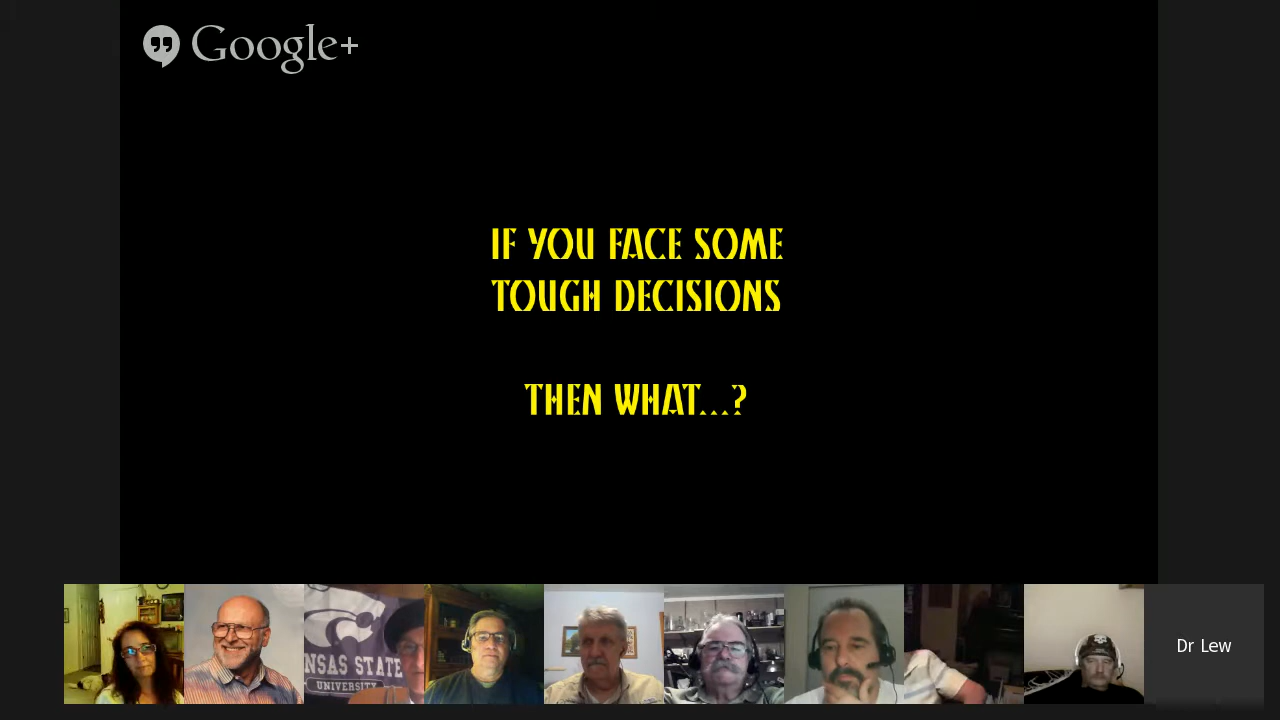 Google+
IF YOU FACE SOME
TOUGH DECISIONS
THEN WHAT...?
NSAS STATE
UNIVERSITY
Dr Lew